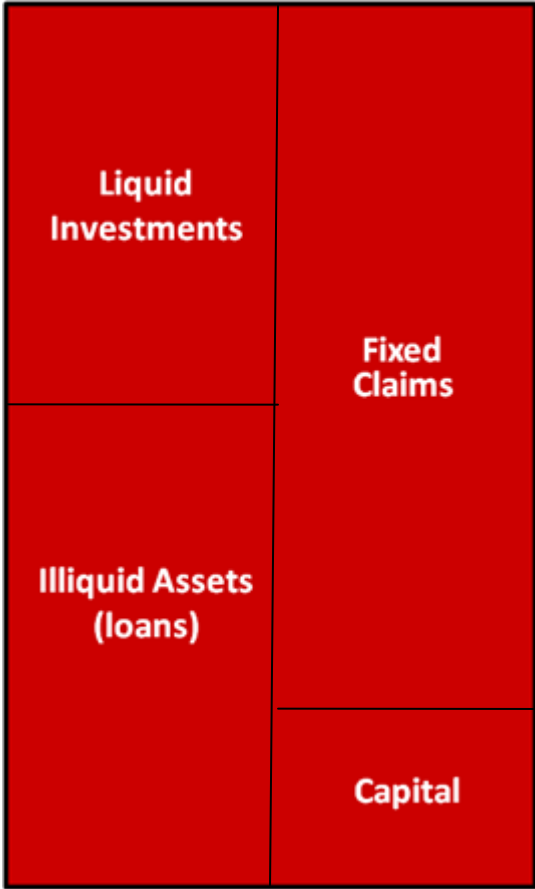 Liquid
Investments
Fixed
Claims
Illiquid Assets
(loans)
Capital